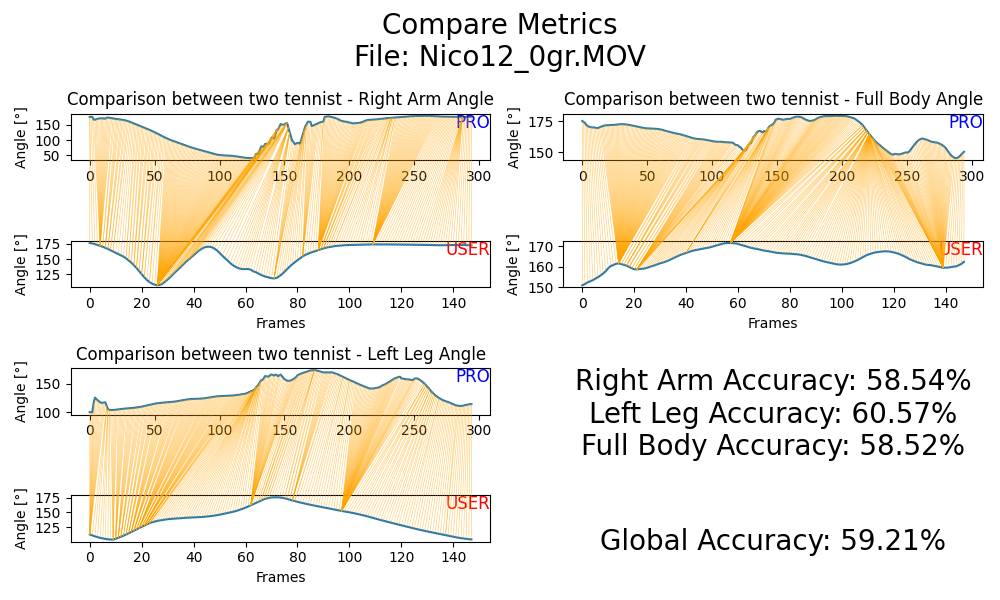 Compare Metrics
File: Nico12_0gr.MOV
Comparison between two tennist - Right Arm Angle
Angle [°]
150
100
50
PRO
0 50 100 150 200 250 300
Angle [°]
175
150
125
USER
0 20 40 60 80 100 120 140
Frames
Comparison between two tennist - Full Body Angle
Angle [°]
175
150
PRO
0 50 100 150 200 250 300
Angle [°]
170
160
150
USER
0 20 40 60 80 100 120 140
Frames
Comparison between two tennist - Left Leg Angle
Angle [°]
150
100
PRO
0 50 100 150 200 250 300
Angle [°]
175
150
125
USER
0 20 40 60 80 100 120 140
Frames
Right Arm Accuracy: 58.54%
Left Leg Accuracy: 60.57%
Full Body Accuracy: 58.52%
Global Accuracy: 59.21%